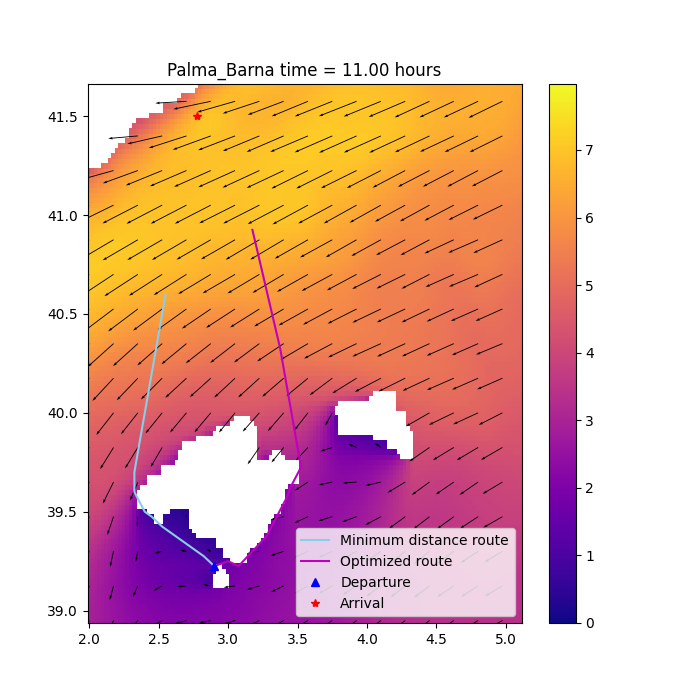 Palma_Barna time = 11.00 hours
41.5
41.0
40.5
40.0
39.5
39.0
2.0 2.5 3.0 3.5 4.0 4.5 5.0
Minimum distance route
Optimized route
Departure
Arrival
7
6
5
4
3
2
1
0